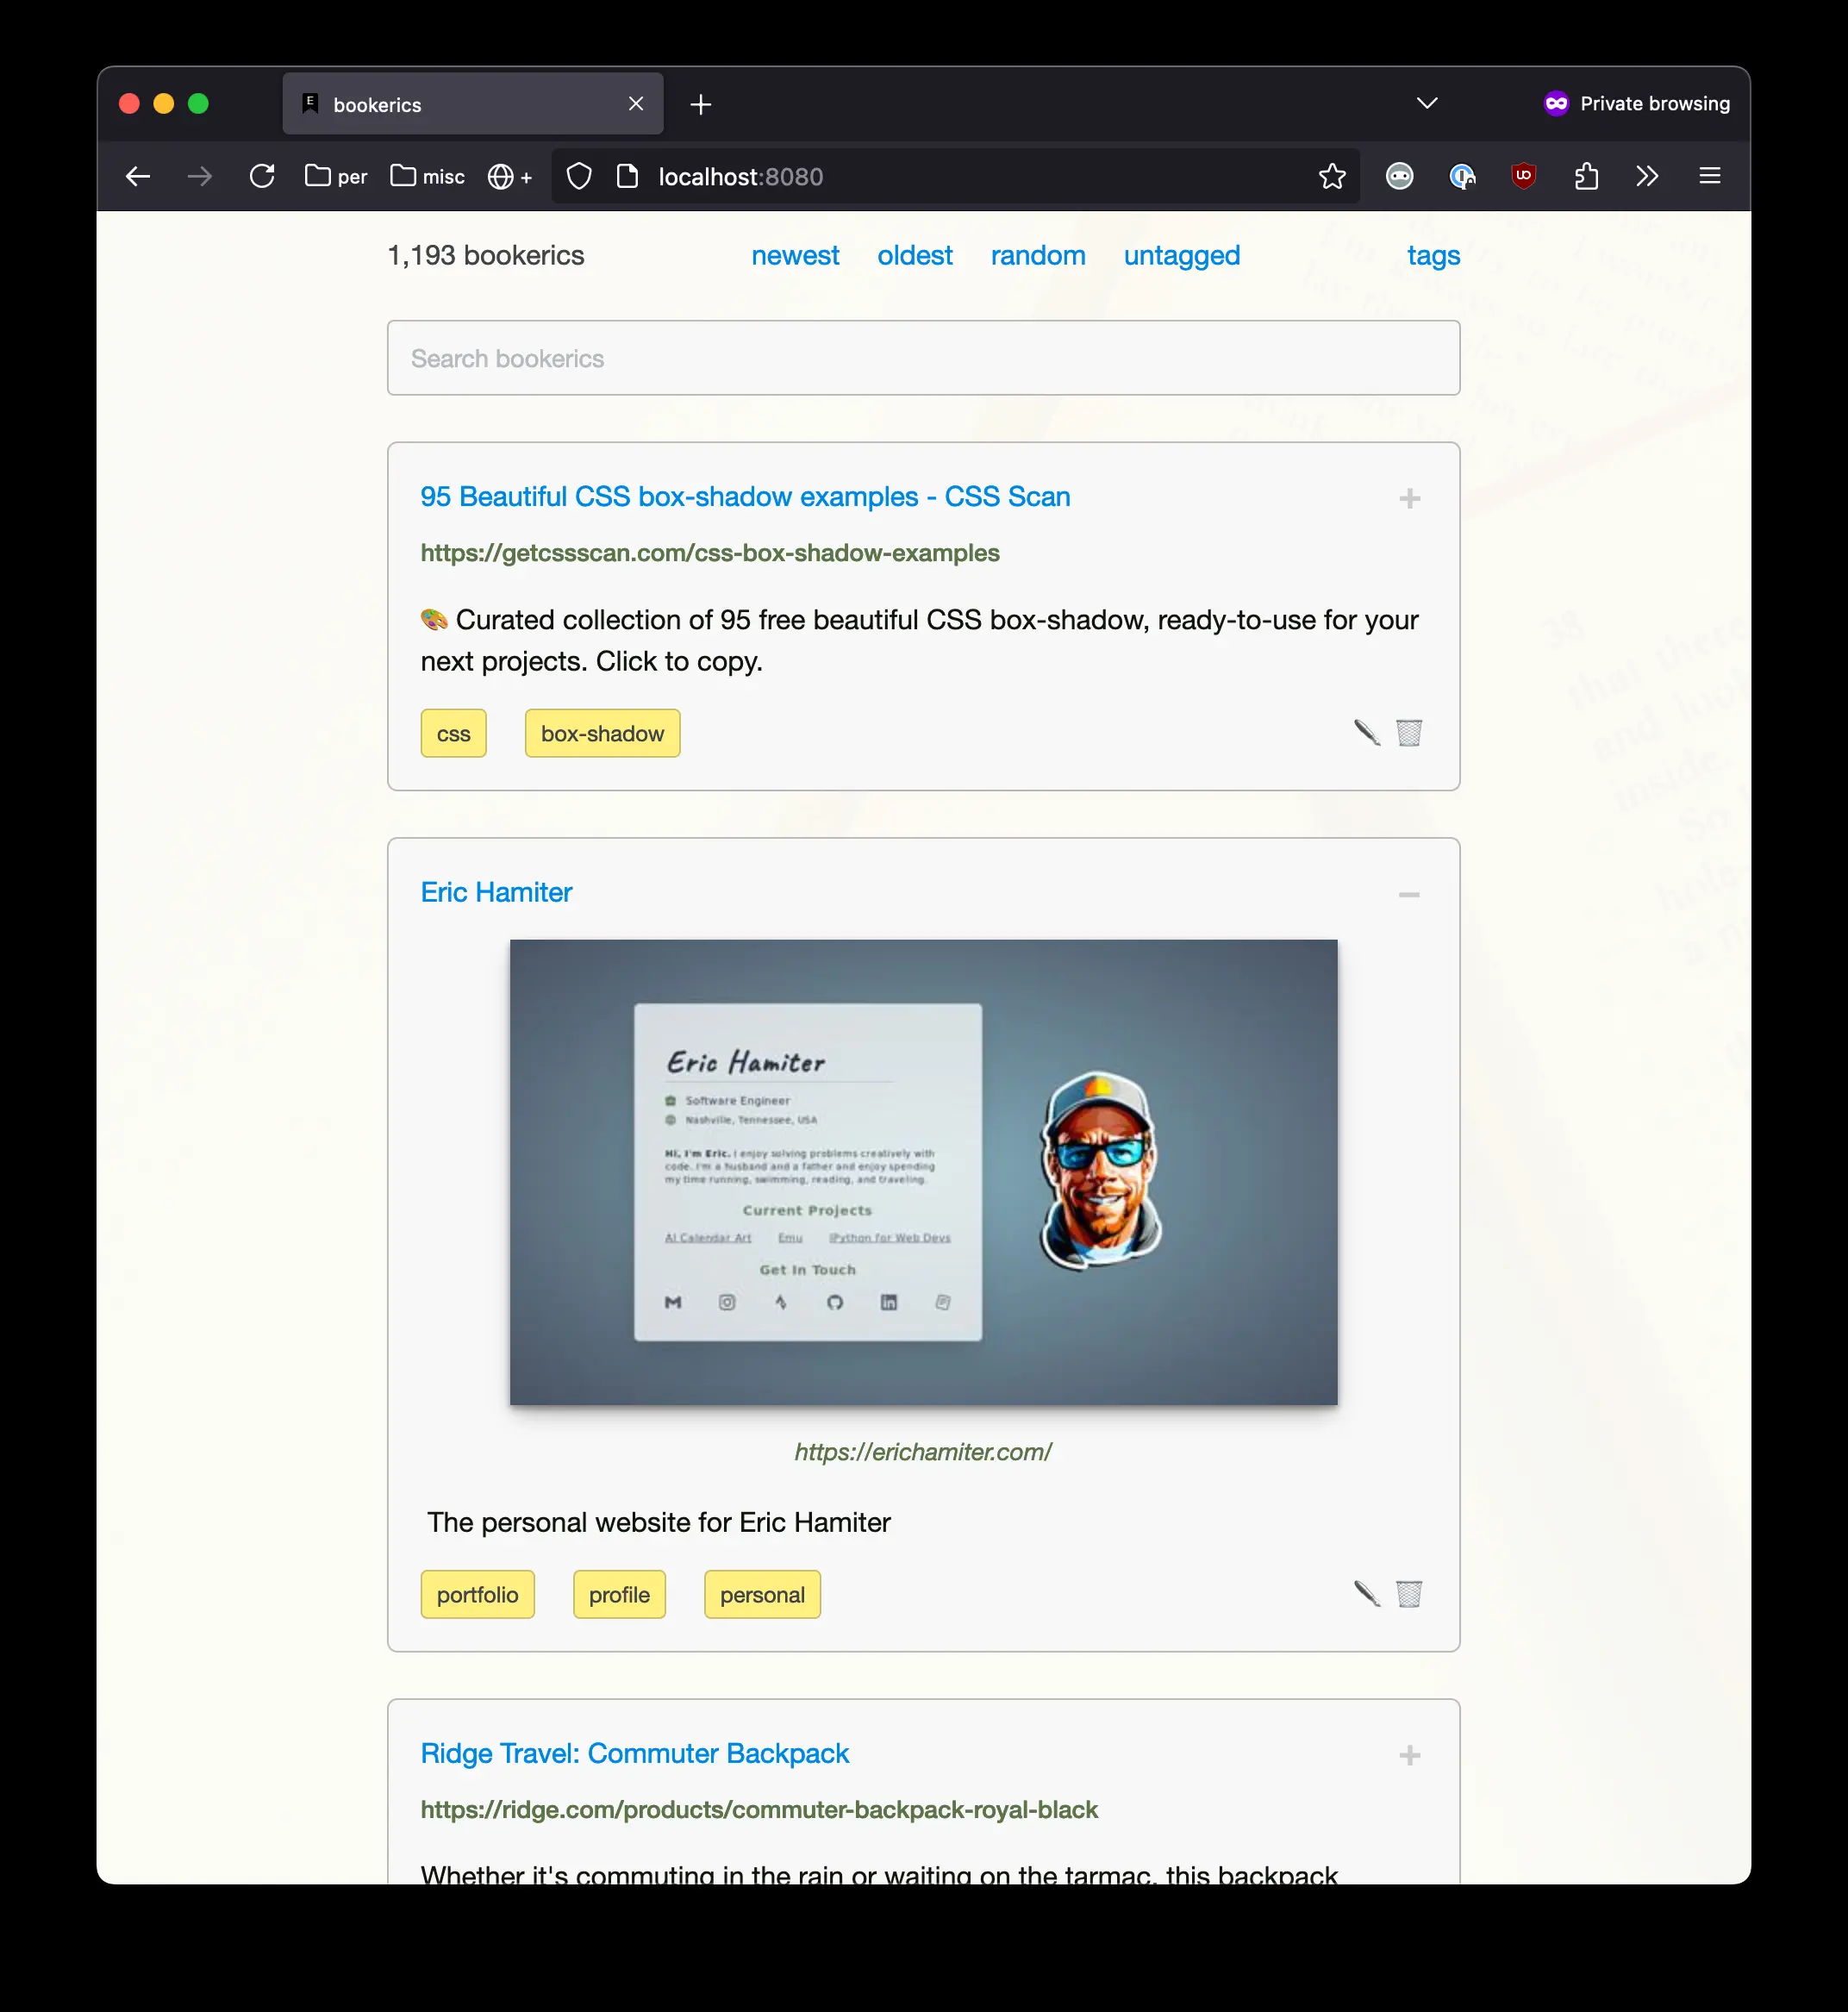 bookerics
Private browsing
per misc + localhost:8080
1,193 bookerics newest oldest random untagged tags
Search bookerics
95 Beautiful CSS box-shadow examples - CSS Scan
https://getcssscan.com/css-box-shadow-examples
🎨 Curated collection of 95 free beautiful CSS box-shadow, ready-to-use for your
next projects. Click to copy.
css box-shadow
Eric Hamiter
Eric Hamiter
Software Engineer
Nashville, Tennessee, USA
Hi, I'm Eric. I enjoy solving problems creatively with
code. I'm a husband and a father and enjoy spending
my time running, swimming, reading, and traveling.
Current Projects
AI Calendar Art Emu IPython for Web Devs
Get In Touch
https://erichamiter.com/
The personal website for Eric Hamiter
portfolio profile personal
Ridge Travel: Commuter Backpack
https://ridge.com/products/commuter-backpack-royal-black
Whether it's commuting in the rain or waiting on the tarmac, this backpack